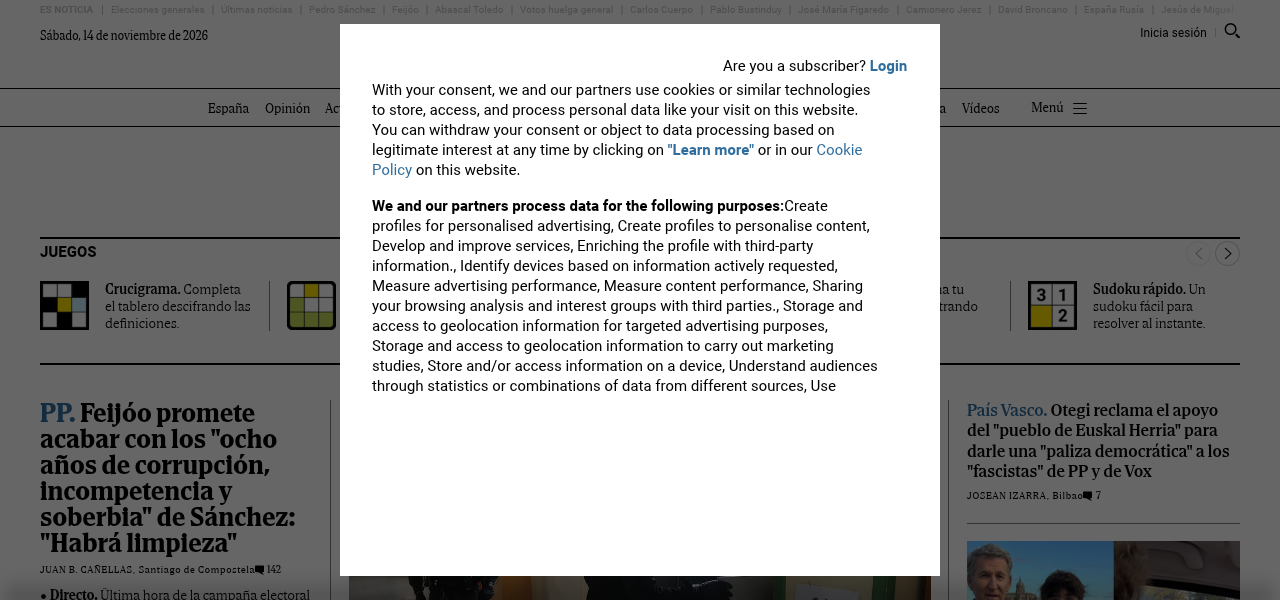 ES NOTICIA | Elecciones generales | Últimas noticias | Pedro Sánchez | Feijóo | Abascal Toledo | Votos huelga general | Carlos Cuerpo | Pablo Bustinduy | José María Figaredo | Camionero Jerez | David Broncano | España Rusia | Jesús de Miguel
Sábado, 14 de noviembre de 2026
Inicia sesión
España Opinión
Vídeos Menú
Are you a subscriber? Login
With your consent, we and our partners use cookies or similar technologies
to store, access, and process personal data like your visit on this website.
You can withdraw your consent or object to data processing based on
legitimate interest at any time by clicking on "Learn more" or in our Cookie
Policy on this website.
We and our partners process data for the following purposes:Create
profiles for personalised advertising, Create profiles to personalise content,
Develop and improve services, Enriching the profile with third-party
information., Identify devices based on information actively requested,
Measure advertising performance, Measure content performance, Sharing
your browsing analysis and interest groups with third parties., Storage and
access to geolocation information for targeted advertising purposes,
Storage and access to geolocation information to carry out marketing
studies, Store and/or access information on a device, Understand audiences
through statistics or combinations of data from different sources, Use
JUEGOS
Crucigrama. Completa
el tablero descifrando las
definiciones.
tu
3 1
2
Sudoku rápido. Un
sudoku fácil para
resolver al instante.
PP. Feijóo promete
acabar con los "ocho
años de corrupción,
incompetencia y
soberbia" de Sánchez:
"Habrá limpieza"
JUAN B. CAÑELLAS, Santiago de Compostela 142
• Directo. Última hora de la campaña electoral
País Vasco. Otegi reclama el apoyo
del "pueblo de Euskal Herria" para
darle una "paliza democrática" a los
"fascistas" de PP y de Vox
JOSEAN IZARRA, Bilbao 7